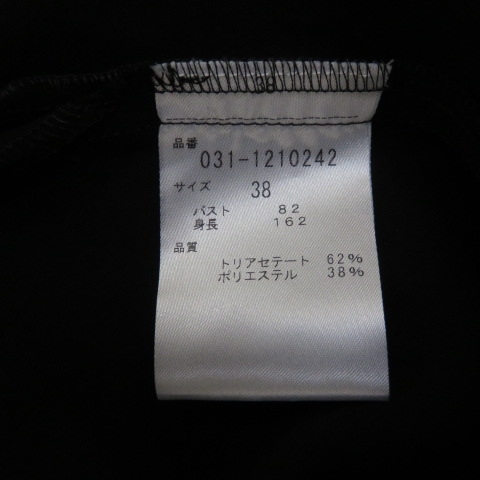 38
品番
031-1210242
サイズ 38
バスト 82
身長 162
品質
トリアセテート 62%
ポリエステル 38%